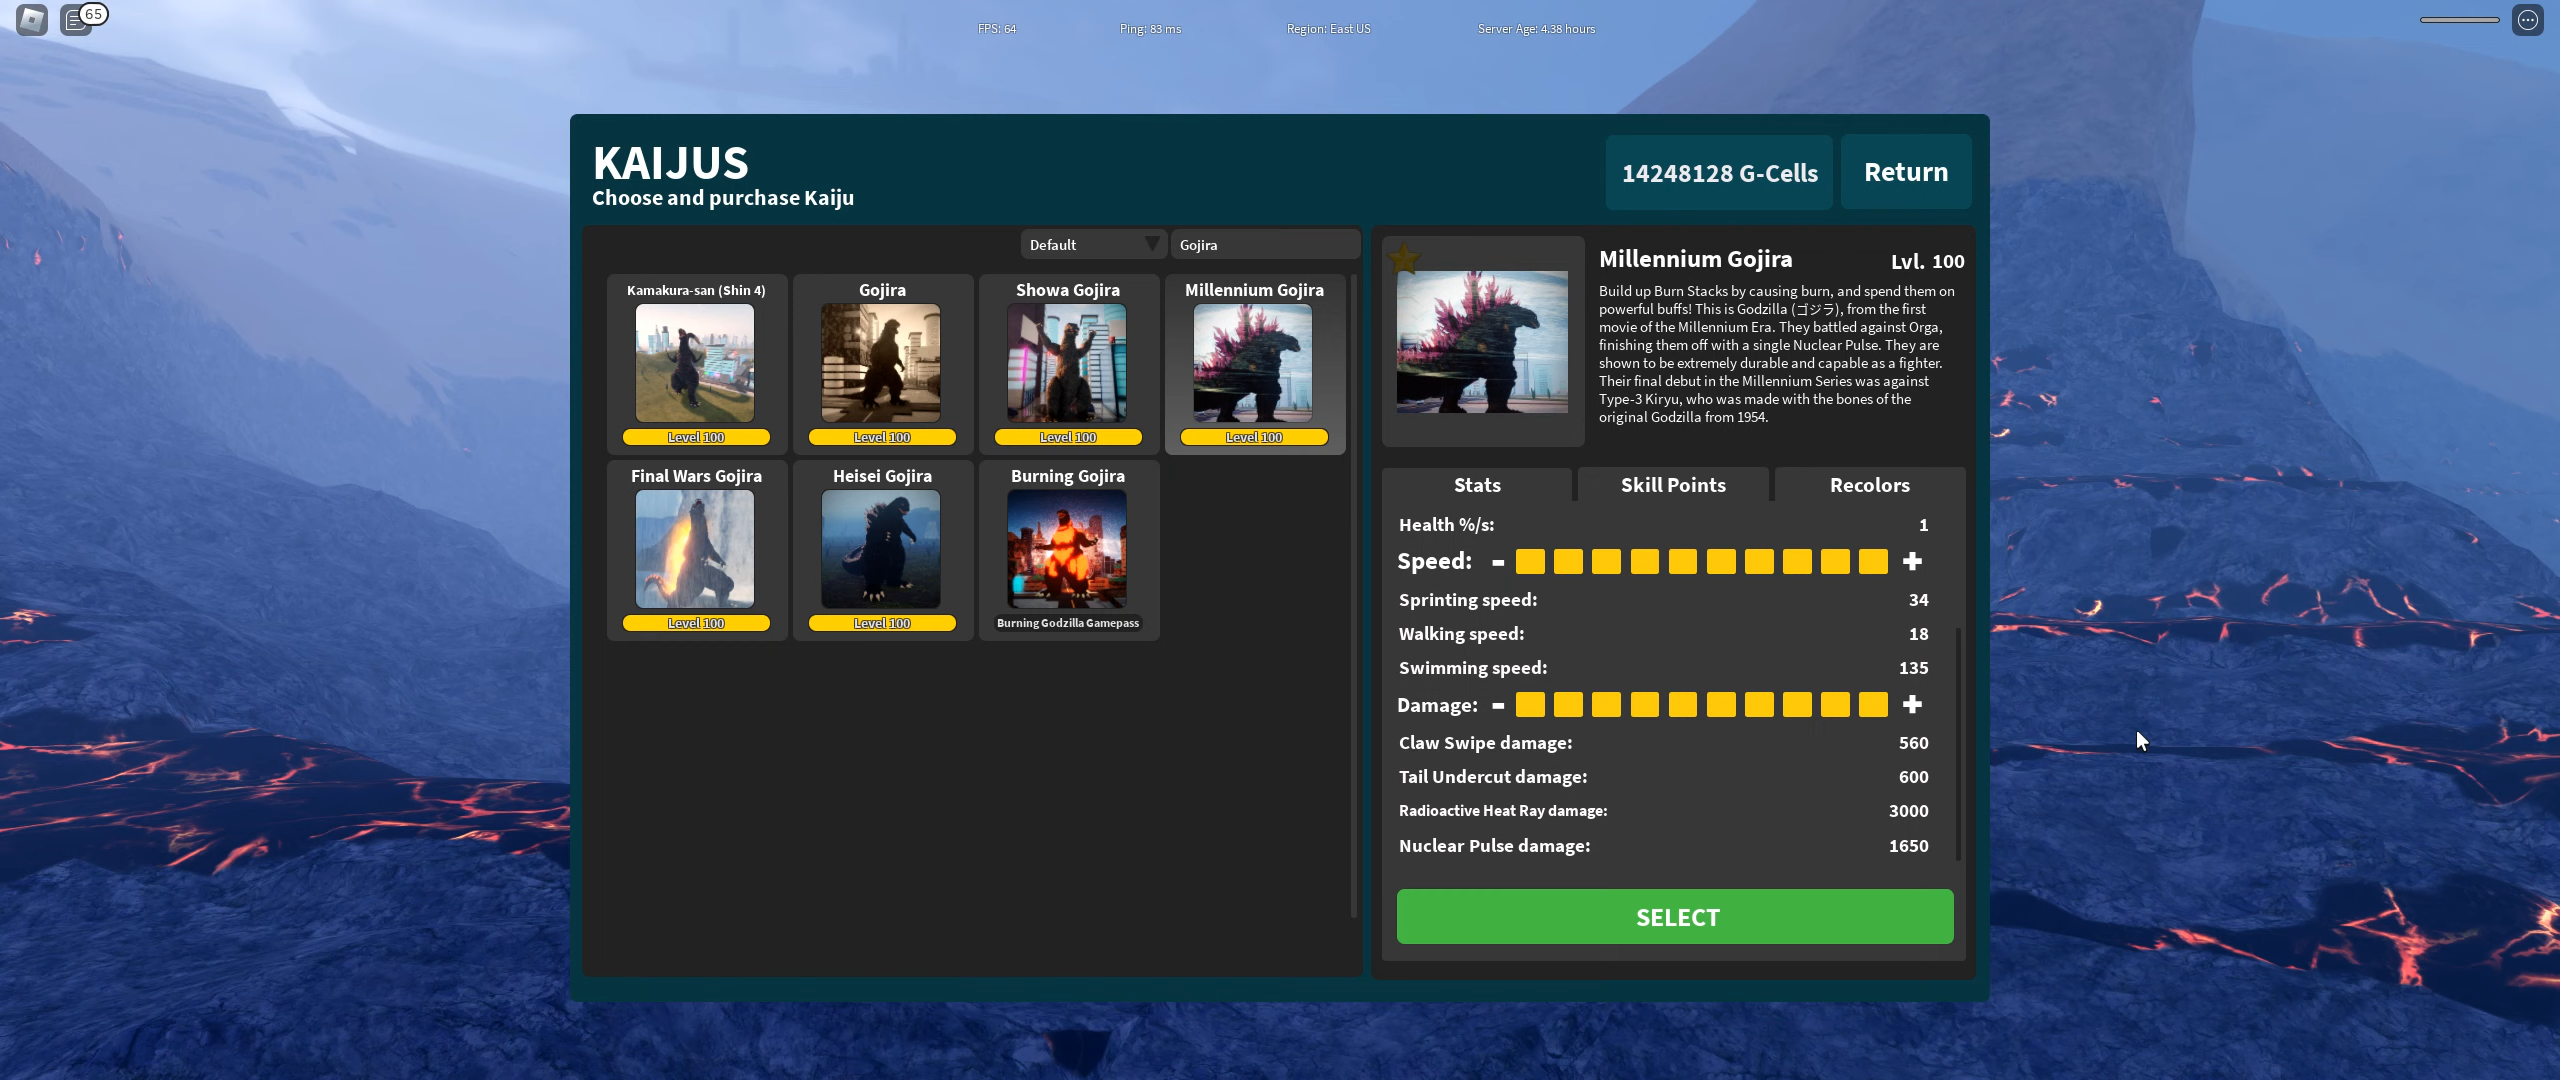 65
FPS: 64
Ping: 83 ms
Region: East US
Server Age: 4.38 hours
KAIJUS
Choose and purchase Kaiju
14248128 G-Cells
Return
Default
Gojira
Kamakura-san (Shin 4)
Level 100
Gojira
Level 100
Showa Gojira
Level 100
Millennium Gojira
Level 100
Final Wars Gojira
Level 100
Heisei Gojira
Level 100
Burning Gojira
Burning Godzilla Gamepass
Millennium Gojira
Lvl. 100
Build up Burn Stacks by causing burn, and spend them on
powerful buffs! This is Godzilla (ゴジラ), from the first
movie of the Millennium Era. They battled against Orga,
finishing them off with a single Nuclear Pulse. They are
shown to be extremely durable and capable as a fighter.
Their final debut in the Millennium Series was against
Type-3 Kiryu, who was made with the bones of the
original Godzilla from 1954.
Stats
Skill Points
Recolors
Health %/s: 1
Speed: - +
Sprinting speed: 34
Walking speed: 18
Swimming speed: 135
Damage: - +
Claw Swipe damage: 560
Tail Undercut damage: 600
Radioactive Heat Ray damage: 3000
Nuclear Pulse damage: 1650
SELECT